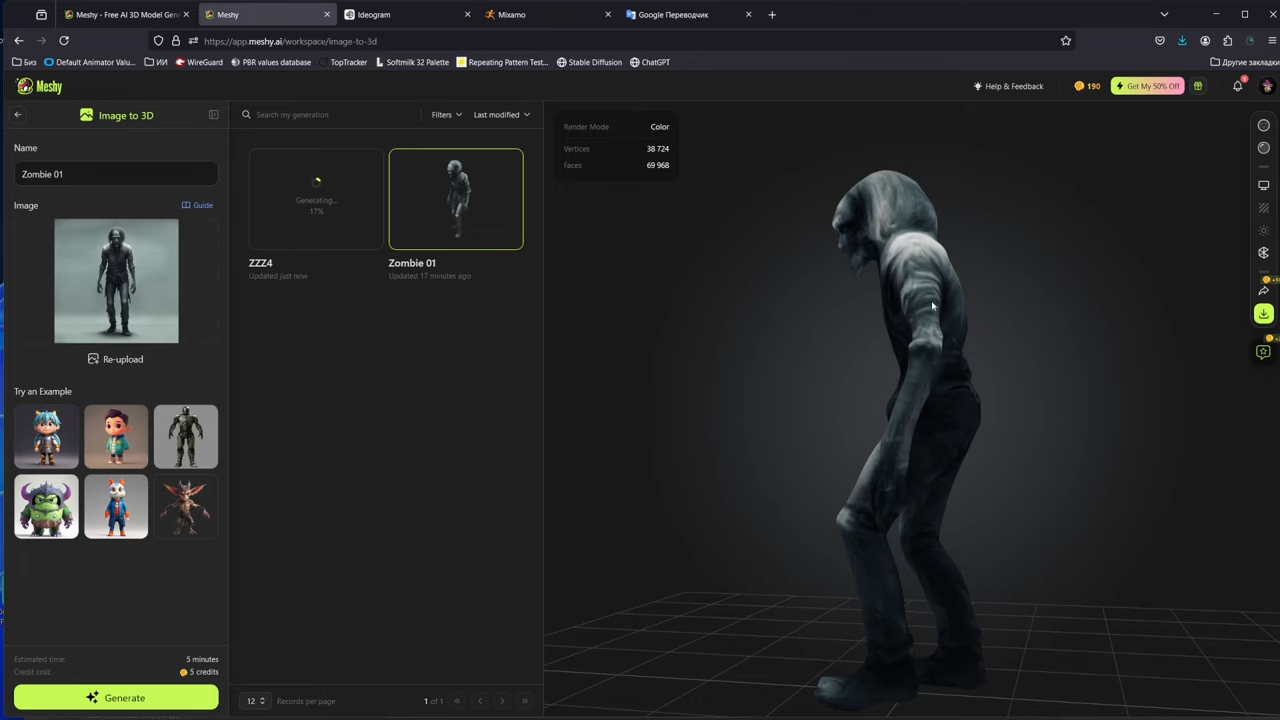 Meshy - Free AI 3D Model Gene
Meshy
Ideogram
Mixamo
Google Переводчик
https://app.meshy.ai/workspace/image-to-3d
Биз
Default Animator Valu...
ИИ
WireGuard
PBR values database
TopTracker
Softmilk 32 Palette
Repeating Pattern Test...
Stable Diffusion
ChatGPT
Другие закладки
Meshy
Help & Feedback
190
Get My 50% Off
Image to 3D
Search my generation
Filters
Last modified
Render Mode
Color
Name
Vertices
38 724
Faces
69 968
Zombie 01
Image
Guide
Generating...
17%
ZZZ4
Updated just now
Zombie 01
Updated 17 minutes ago
Re-upload
Try an Example
Estimated time:
5 minutes
Credit cost:
5 credits
Generate
12
Records per page
1 of 1